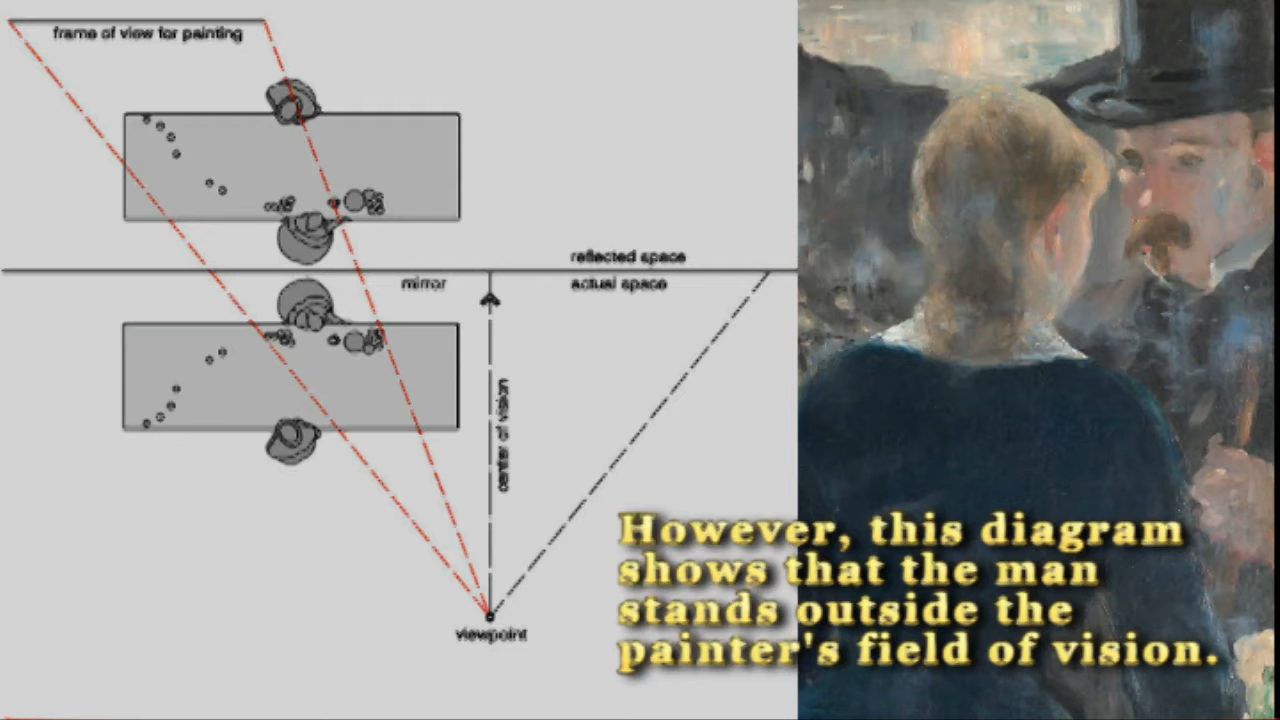 frame of view for painting
reflected space
mirror
actual space
center of vision
viewpoint
However, this diagram
shows that the man
stands outside the
painter's field of vision.